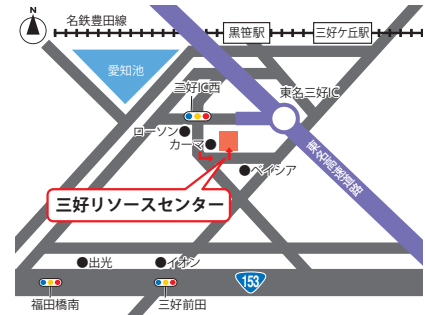 N
名鉄豊田線
黒笹駅
三好ケ丘駅
愛知池
三好IC西
東名三好IC
ローソン
カーマ
ベイシア
東名高速道路
三好リソースセンター
出光
イオン
153
福田橋南
三好前田